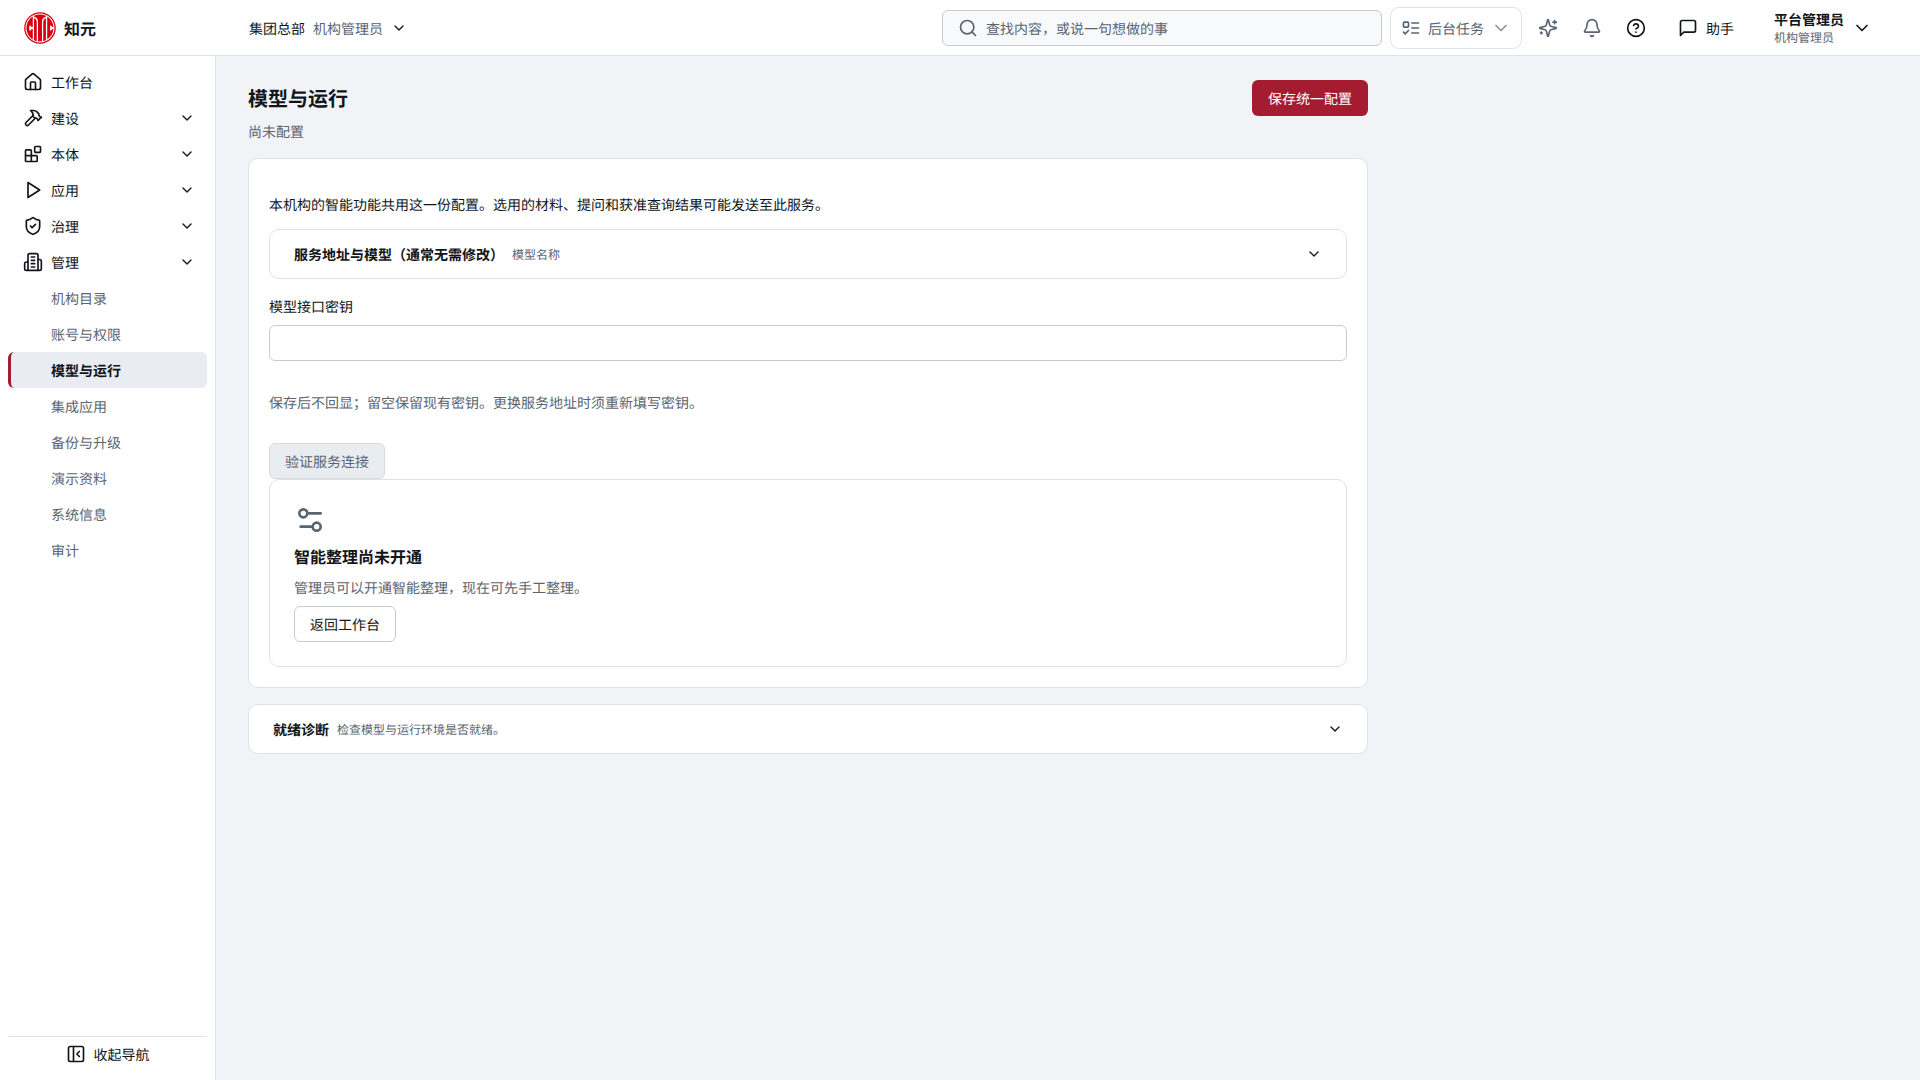 知元
集团总部 机构管理员
查找内容，或说一句想做的事
后台任务
助手
平台管理员
机构管理员
工作台
建设
本体
应用
治理
管理
机构目录
账号与权限
模型与运行
集成应用
备份与升级
演示资料
系统信息
审计
收起导航
模型与运行
保存统一配置
尚未配置
本机构的智能功能共用这一份配置。选用的材料、提问和获准查询结果可能发送至此服务。
服务地址与模型（通常无需修改） 模型名称
模型接口密钥
保存后不回显；留空保留现有密钥。更换服务地址时须重新填写密钥。
验证服务连接
智能整理尚未开通
管理员可以开通智能整理，现在可先手工整理。
返回工作台
就绪诊断 检查模型与运行环境是否就绪。